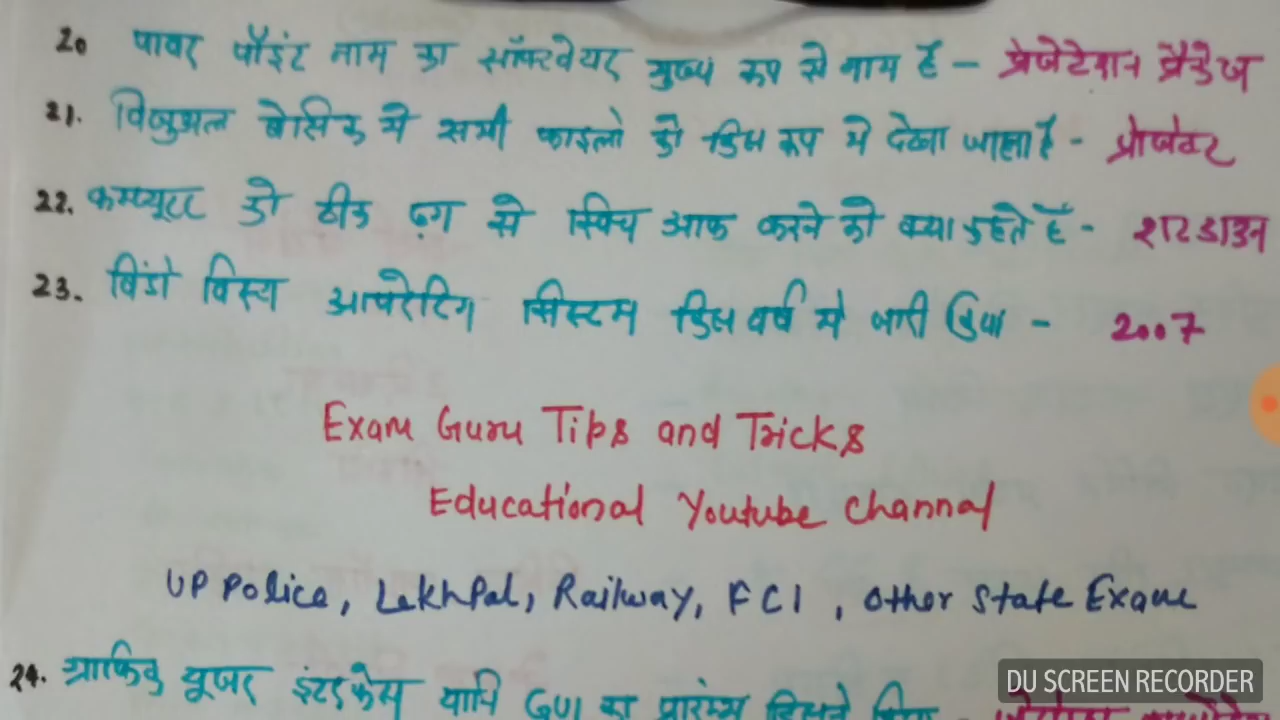 20 पावर पॉइंट नाम का सॉफ्टवेयर मुख्य रूप से काम है - प्रेजेंटेशन पैकेज
21. विजुअल बेसिक में सभी फाइलों को किस रूप में देखा जाता है - प्रोजेक्ट
22. कम्प्यूटर को ठीक ढंग से स्विच आफ करने को क्या कहते हैं - शट डाउन
23. विंडो विस्टा आपरेटिंग सिस्टम किस वर्ष में जारी किया - 2007
Exam Guru Tips and Tricks
Educational Youtube Channal
UP Police, Lekhpal, Railway, FCI, Other State Exam
24. ग्राफिक यूजर इंटरफेस यानि GUI का प्रारंभ किसने किया -
DU SCREEN RECORDER